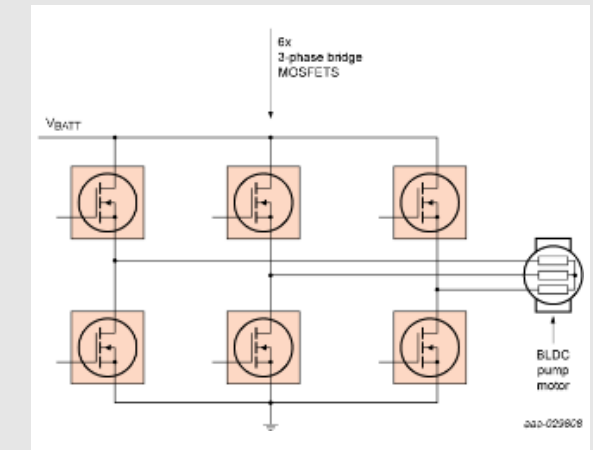 6x
3-phase bridge
MOSFETS
VBATT
BLDC
pump
motor
aaa-029808